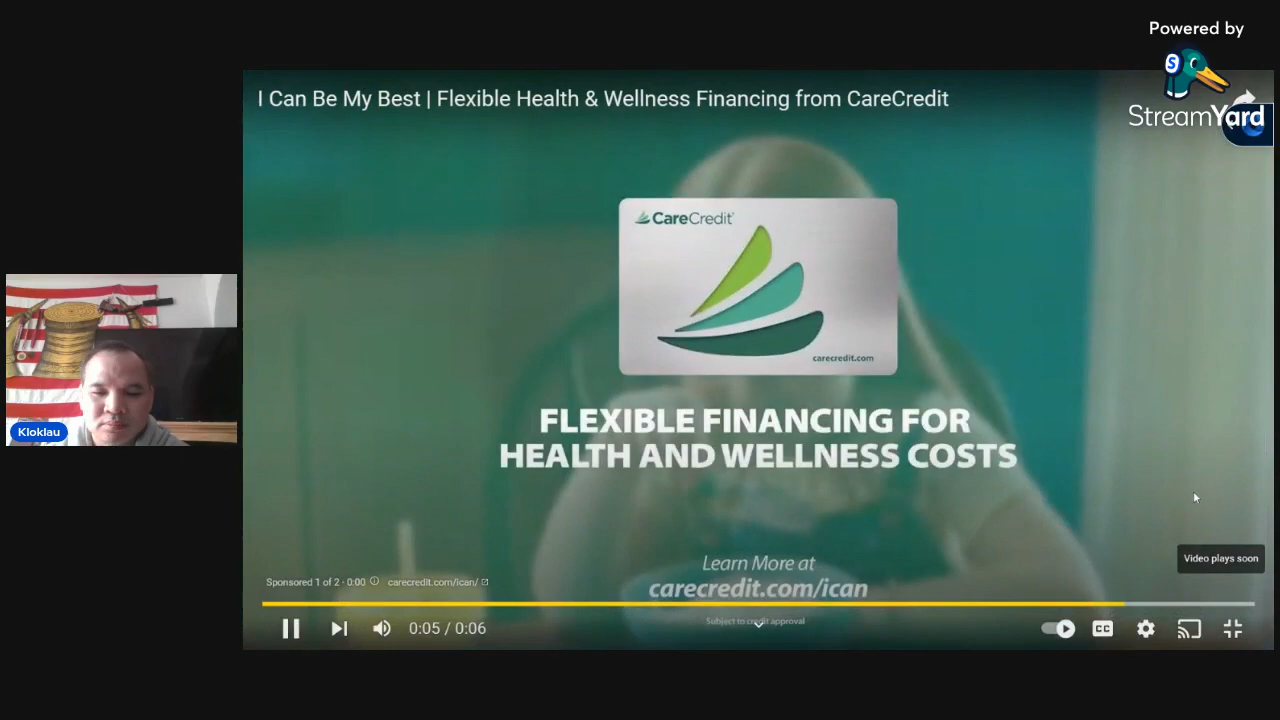 Powered by
StreamYard
I Can Be My Best | Flexible Health & Wellness Financing from CareCredit
CareCredit
carecredit.com
FLEXIBLE FINANCING FOR
HEALTH AND WELLNESS COSTS
Kloklau
Video plays soon
Learn More at
carecredit.com/ican
Sponsored 1 of 2 · 0:00 carecredit.com/ican/
Subject to credit approval
0:05 / 0:06
CC